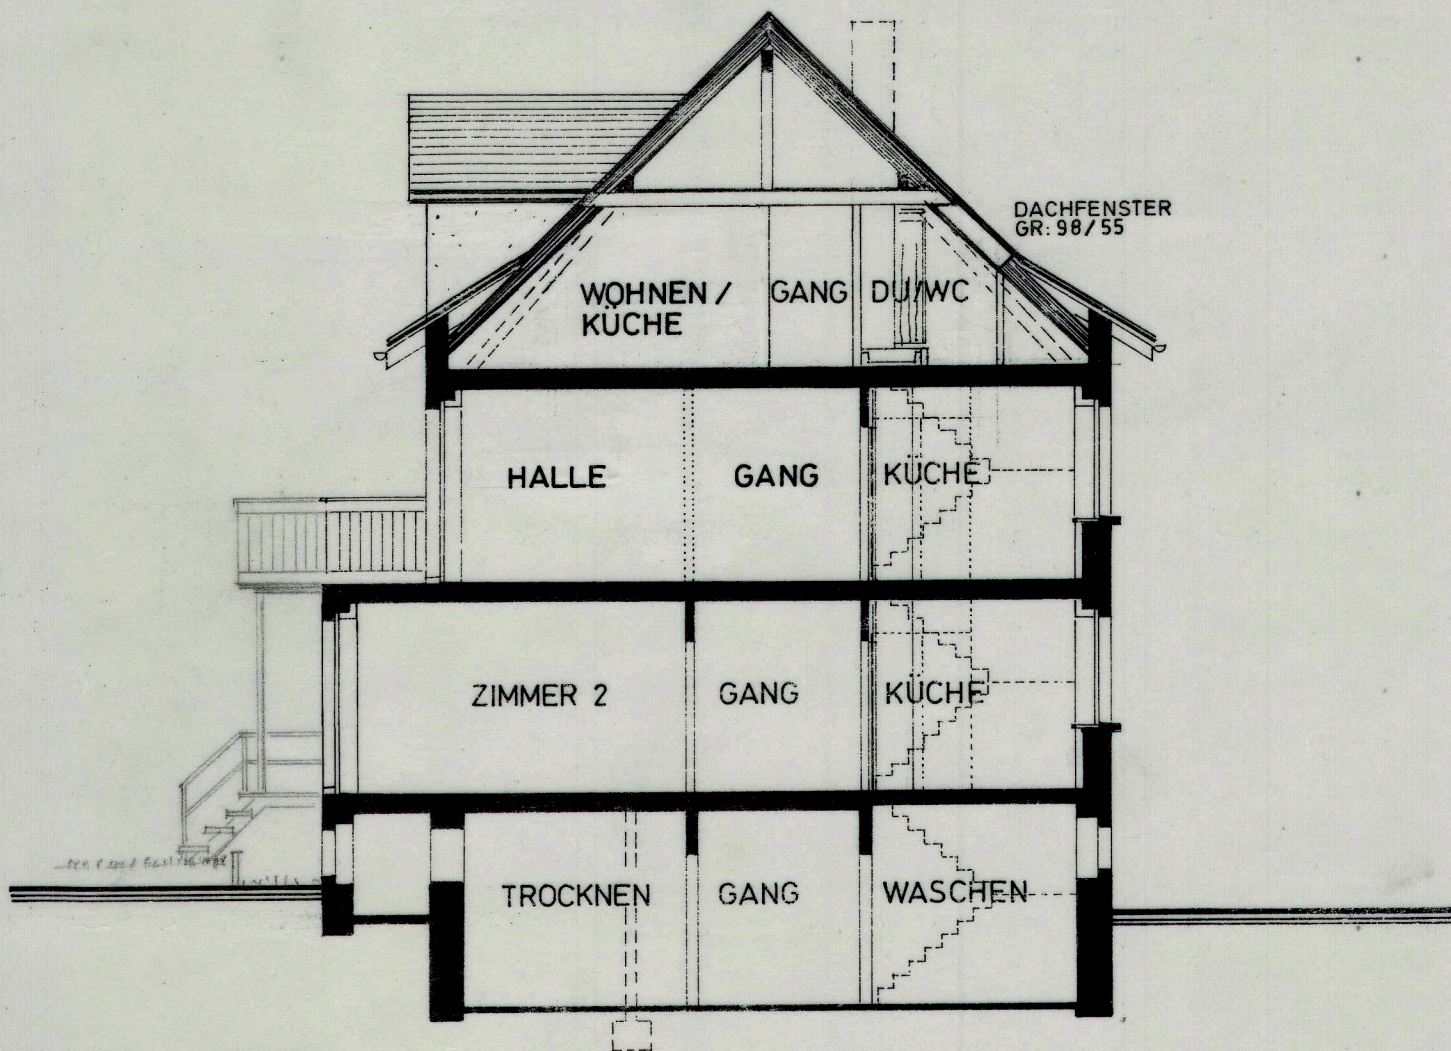 DACHFENSTER
GR: 98/55
WOHNEN /
KÜCHE
GANG
DU/WC
HALLE
GANG
KÜCHE
ZIMMER 2
GANG
KÜCHE
TROCKNEN
GANG
WASCHEN